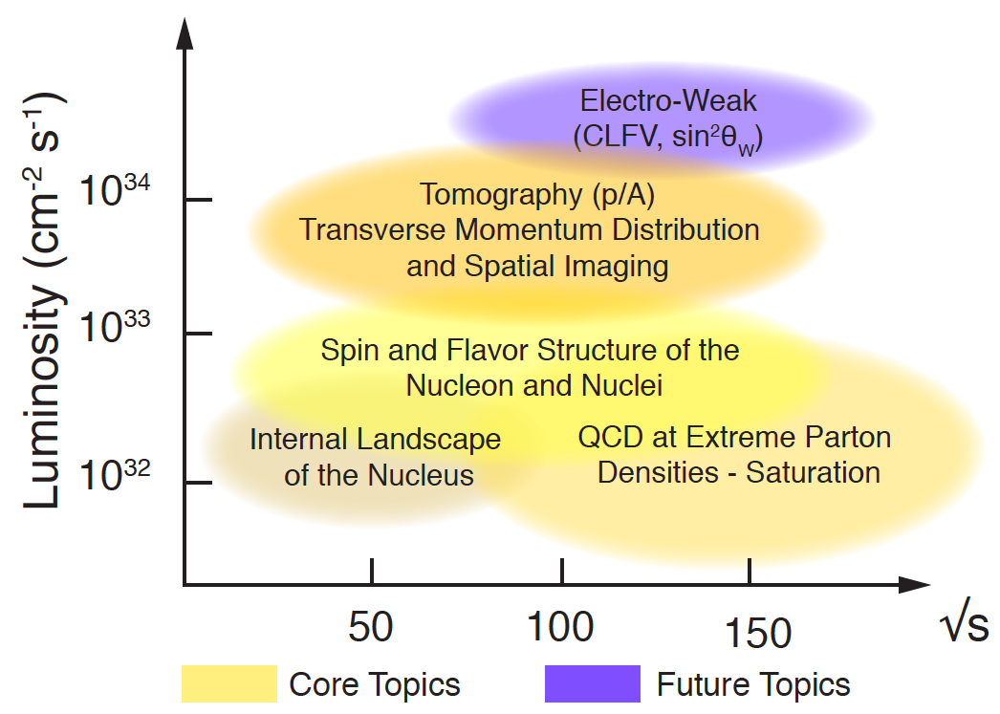 Luminosity (cm⁻² s⁻¹)
10³⁴
10³³
10³²
Electro-Weak
(CLFV, sin²θ_W)
Tomography (p/A)
Transverse Momentum Distribution
and Spatial Imaging
Spin and Flavor Structure of the
Nucleon and Nuclei
Internal Landscape
of the Nucleus
QCD at Extreme Parton
Densities - Saturation
50
100
150
√s
Core Topics
Future Topics